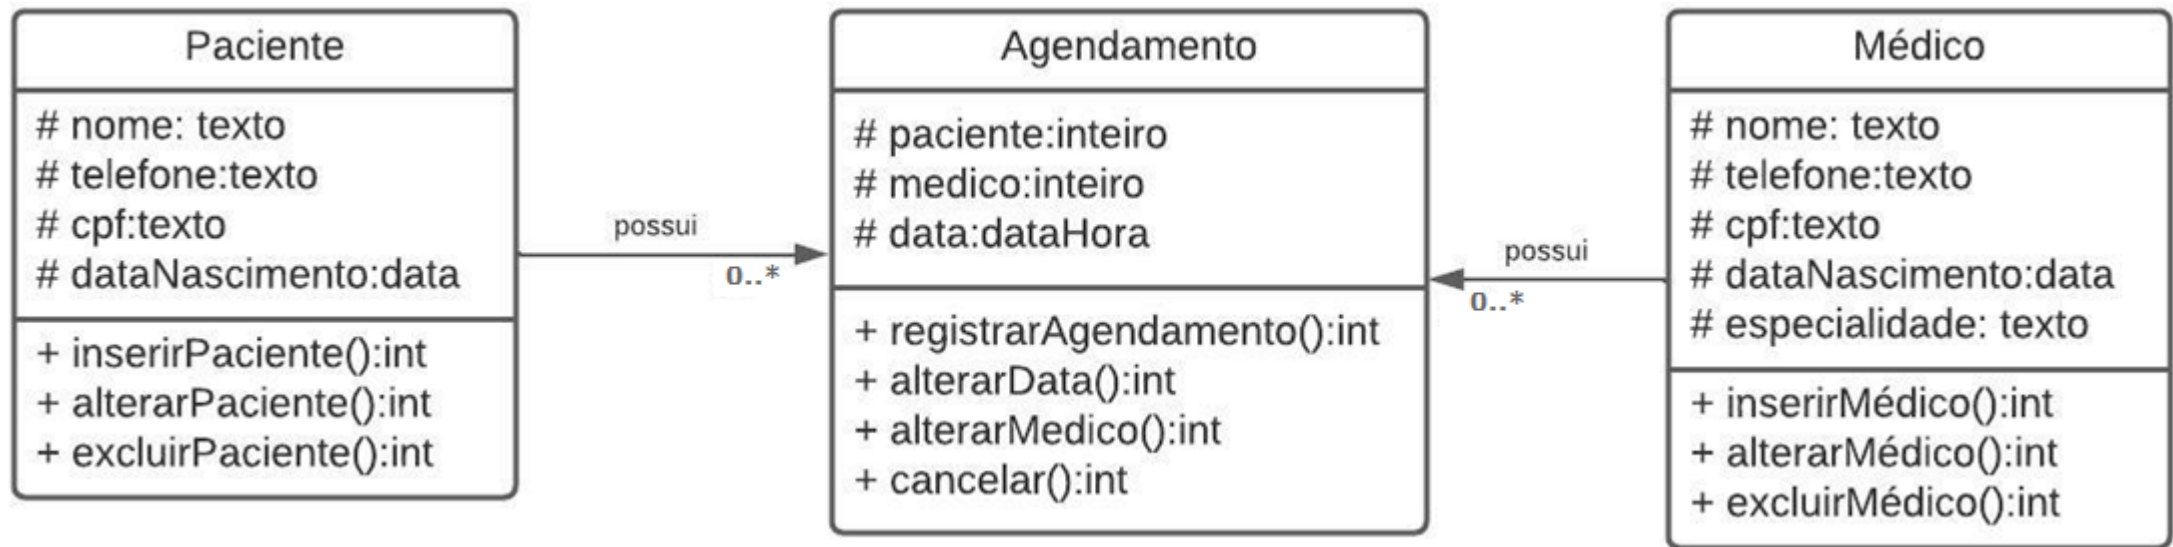 Paciente
# nome: texto
# telefone:texto
# cpf:texto
# dataNascimento:data
+ inserirPaciente():int
+ alterarPaciente():int
+ excluirPaciente():int
possui
0..*
Agendamento
# paciente:inteiro
# medico:inteiro
# data:dataHora
+ registrarAgendamento():int
+ alterarData():int
+ alterarMedico():int
+ cancelar():int
possui
0..*
Médico
# nome: texto
# telefone:texto
# cpf:texto
# dataNascimento:data
# especialidade: texto
+ inserirMédico():int
+ alterarMédico():int
+ excluirMédico():int